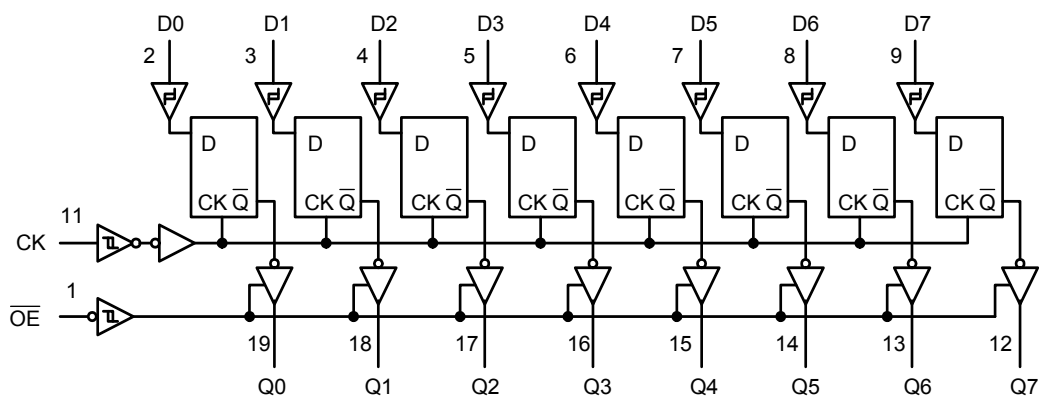 D0 D1 D2 D3 D4 D5 D6 D7
2 3 4 5 6 7 8 9
D D D D D D D D
CK Q̅ CK Q̅ CK Q̅ CK Q̅ CK Q̅ CK Q̅ CK Q̅ CK Q̅
11
CK
1
O̅E̅
19 18 17 16 15 14 13 12
Q0 Q1 Q2 Q3 Q4 Q5 Q6 Q7